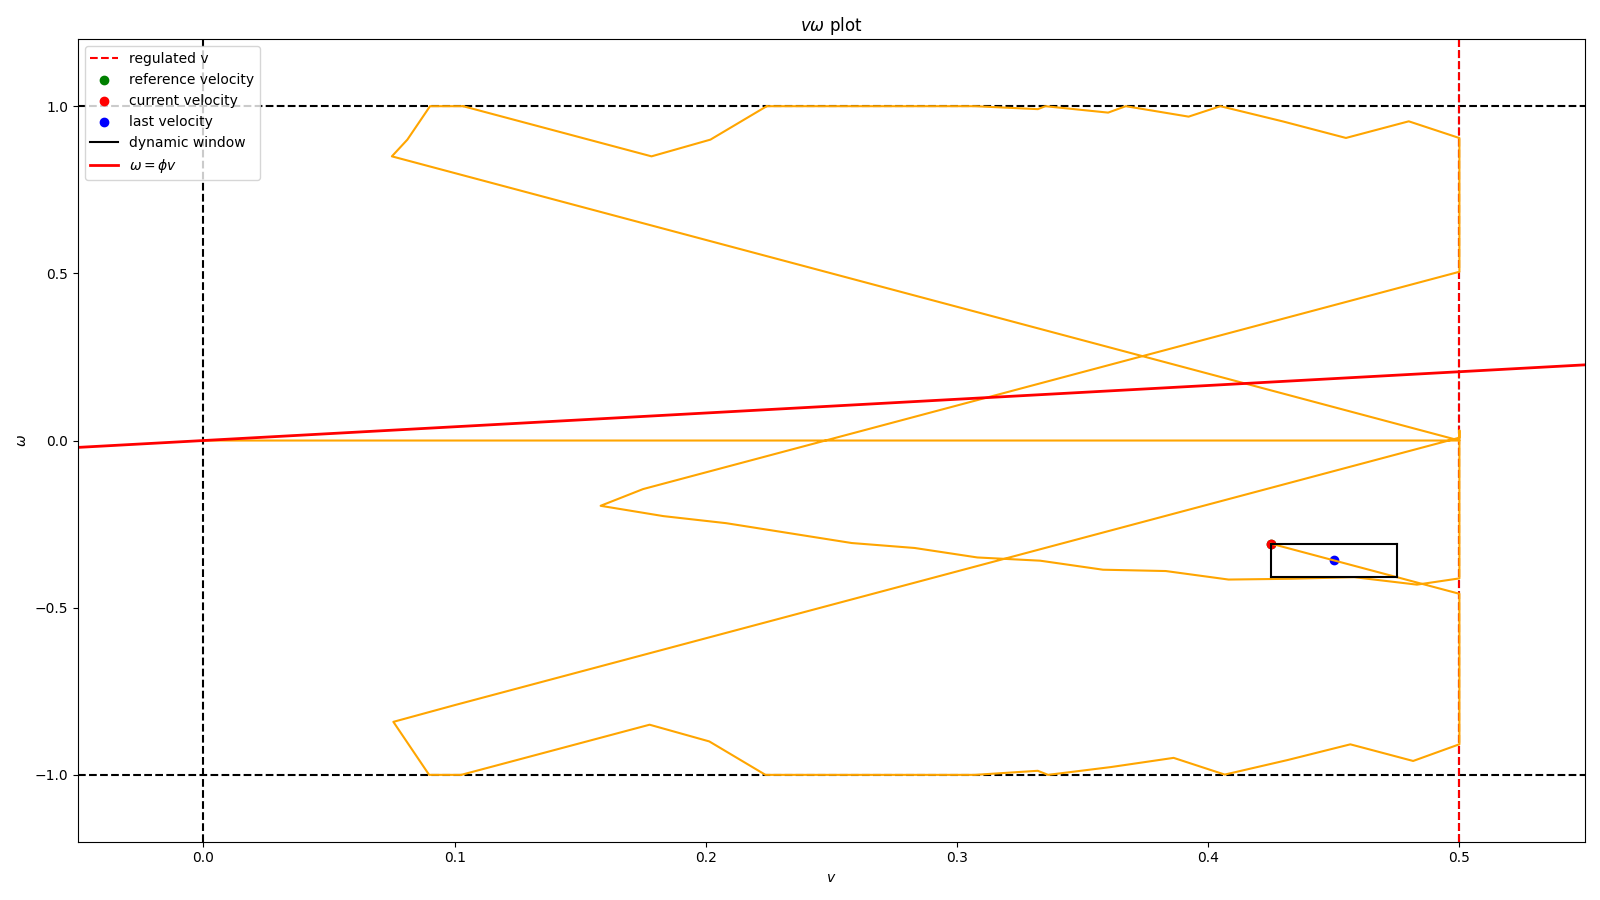 vω plot
regulated v
reference velocity
current velocity
last velocity
dynamic window
ω = ϕv
1.0
0.5
0.0
−0.5
−1.0
ω
0.0 0.1 0.2 0.3 0.4 0.5
v